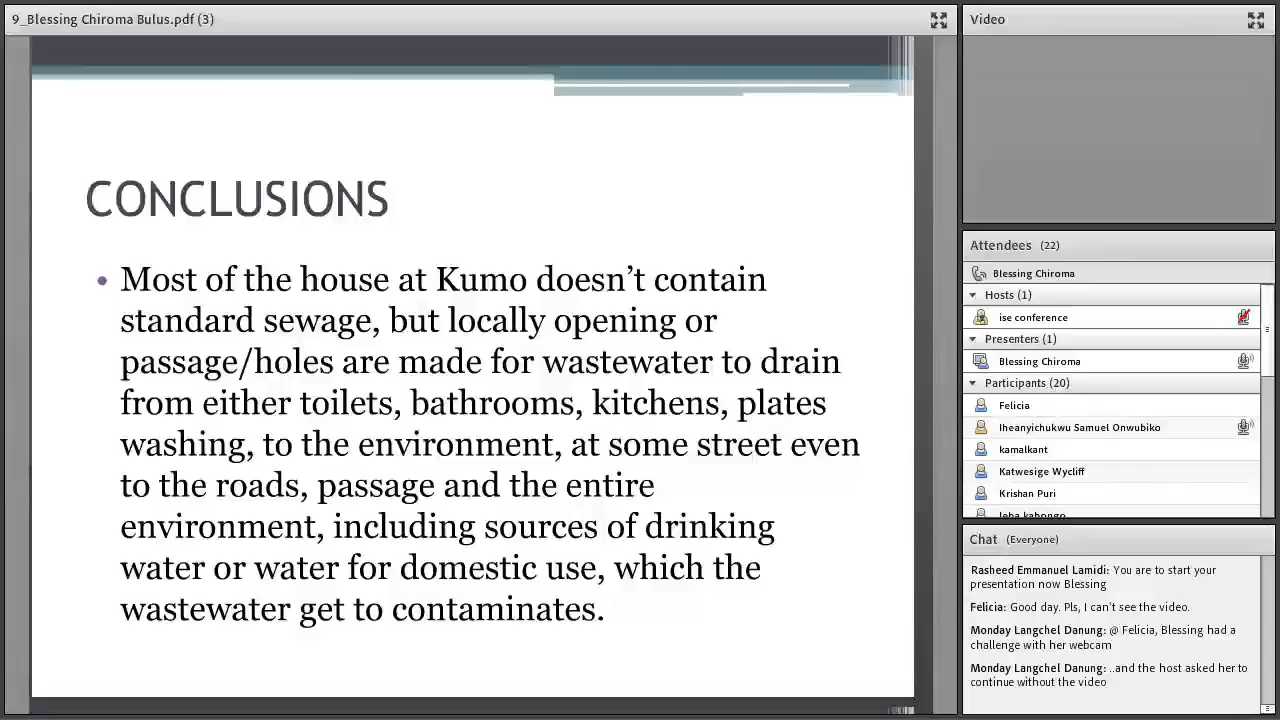 9_Blessing Chiroma Bulus.pdf (3)
CONCLUSIONS
• Most of the house at Kumo doesn’t contain
standard sewage, but locally opening or
passage/holes are made for wastewater to drain
from either toilets, bathrooms, kitchens, plates
washing, to the environment, at some street even
to the roads, passage and the entire
environment, including sources of drinking
water or water for domestic use, which the
wastewater get to contaminates.
Video
Attendees (22)
Blessing Chiroma
Hosts (1)
ise conference
Presenters (1)
Blessing Chiroma
Participants (20)
Felicia
Iheanyichukwu Samuel Onwubiko
kamalkant
Katwesige Wycliff
Krishan Puri
Chat (Everyone)
Rasheed Emmanuel Lamidi: You are to start your
presentation now Blessing
Felicia: Good day. Pls, I can't see the video.
Monday Langchel Danung: @ Felicia, Blessing had a
challenge with her webcam
Monday Langchel Danung: ..and the host asked her to
continue without the video